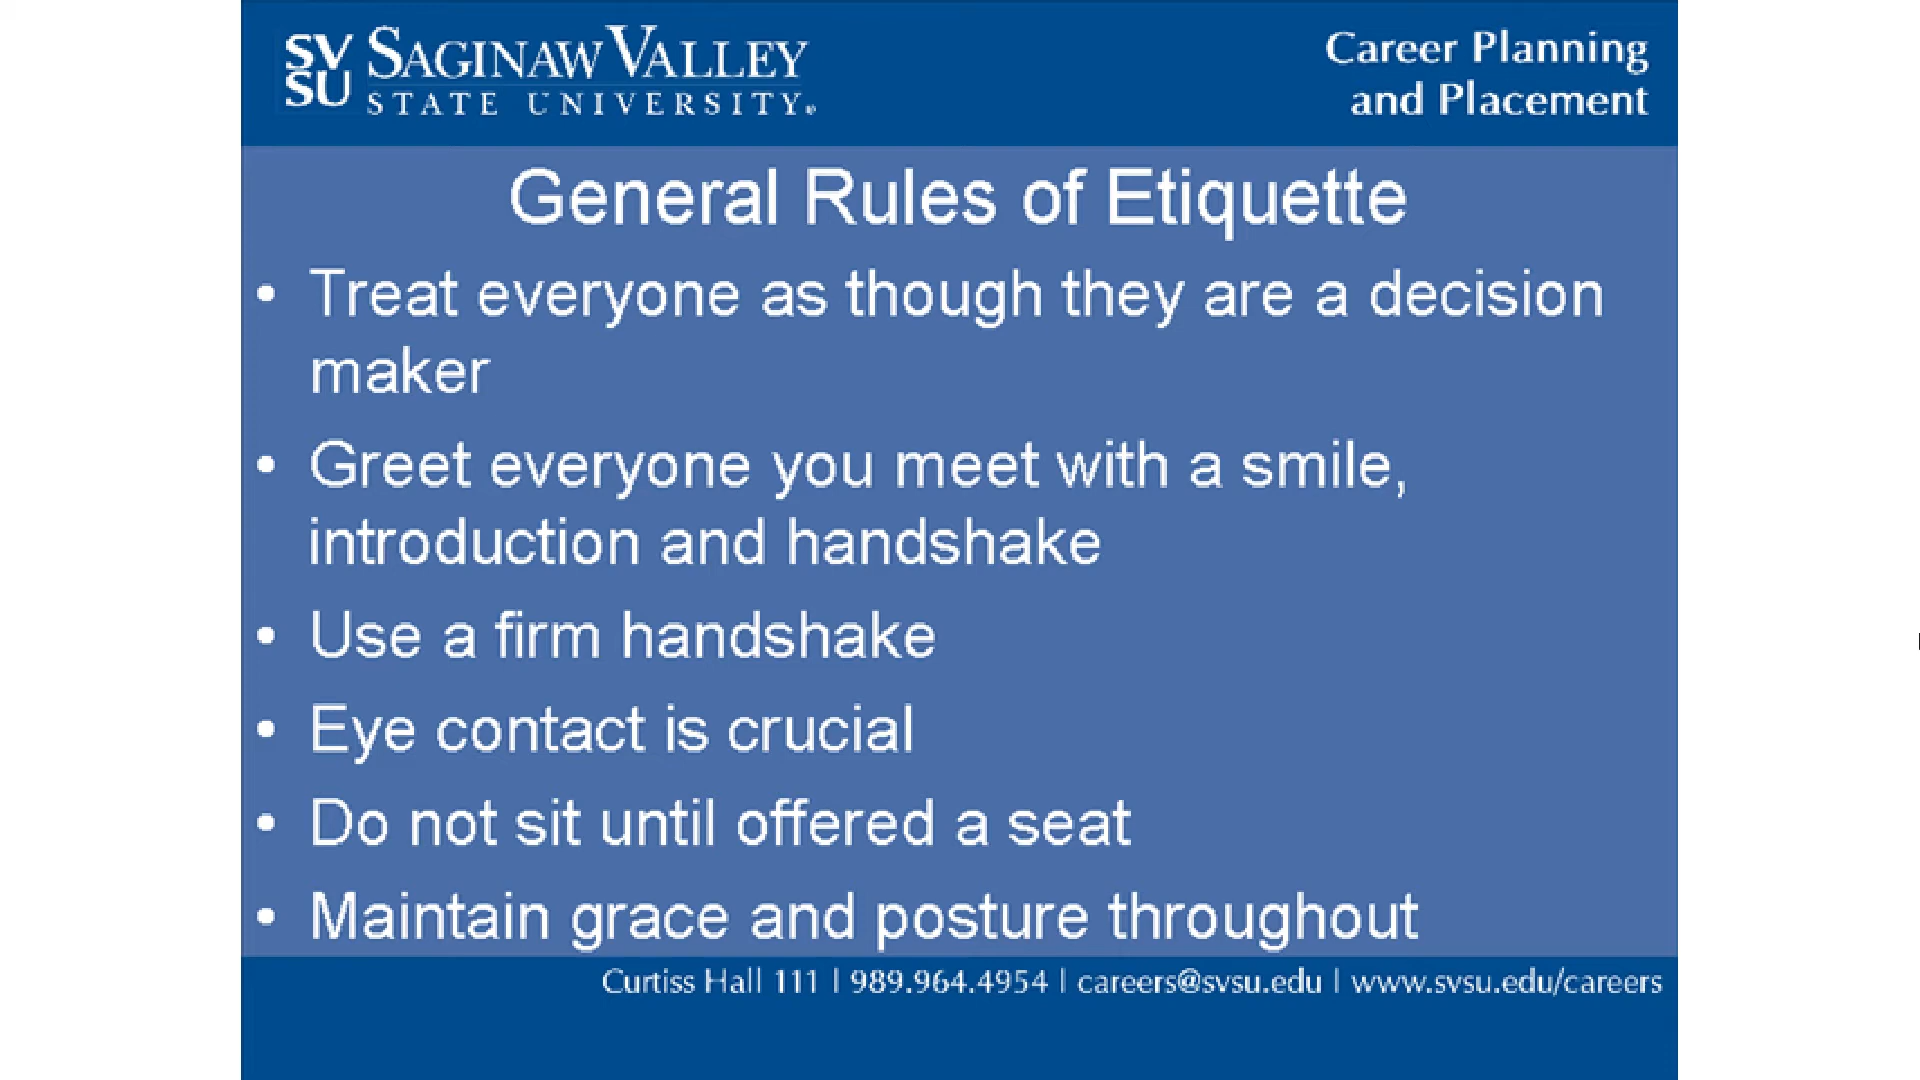 SV
SU
SAGINAW VALLEY
STATE UNIVERSITY®
Career Planning
and Placement
General Rules of Etiquette
• Treat everyone as though they are a decision
maker
• Greet everyone you meet with a smile,
introduction and handshake
• Use a firm handshake
• Eye contact is crucial
• Do not sit until offered a seat
• Maintain grace and posture throughout
Curtiss Hall 111 | 989.964.4954 | careers@svsu.edu | www.svsu.edu/careers